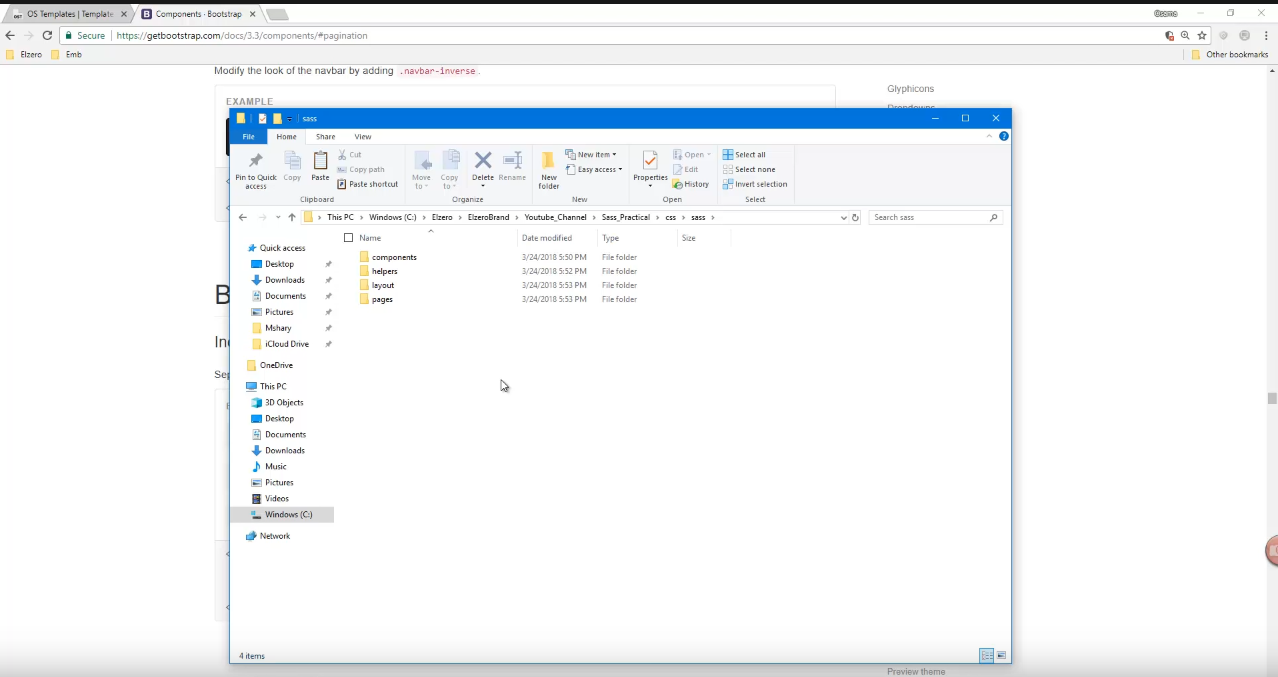 OS Templates | Template
Components · Bootstrap
Osama
Secure
https://getbootstrap.com/docs/3.3/components/#pagination
Elzero
Emb
Other bookmarks
Modify the look of the navbar by adding .navbar-inverse.
Glyphicons
EXAMPLE
Dropdowns
sass
File Home Share View
Pin to Quick access
Copy
Paste
Cut
Copy path
Paste shortcut
Clipboard
Move to
Copy to
Delete
Rename
Organize
New folder
New item
Easy access
New
Properties
Open
Edit
History
Open
Select all
Select none
Invert selection
Select
This PC > Windows (C:) > Elzero > ElzeroBrand > Youtube_Channel > Sass_Practical > css > sass >
Search sass
Name Date modified Type Size
components 3/24/2018 5:50 PM File folder
helpers 3/24/2018 5:52 PM File folder
layout 3/24/2018 5:53 PM File folder
pages 3/24/2018 5:53 PM File folder
Quick access
Desktop
Downloads
Documents
Pictures
Mshary
iCloud Drive
OneDrive
This PC
3D Objects
Desktop
Documents
Downloads
Music
Pictures
Videos
Windows (C:)
Network
4 items
Preview theme